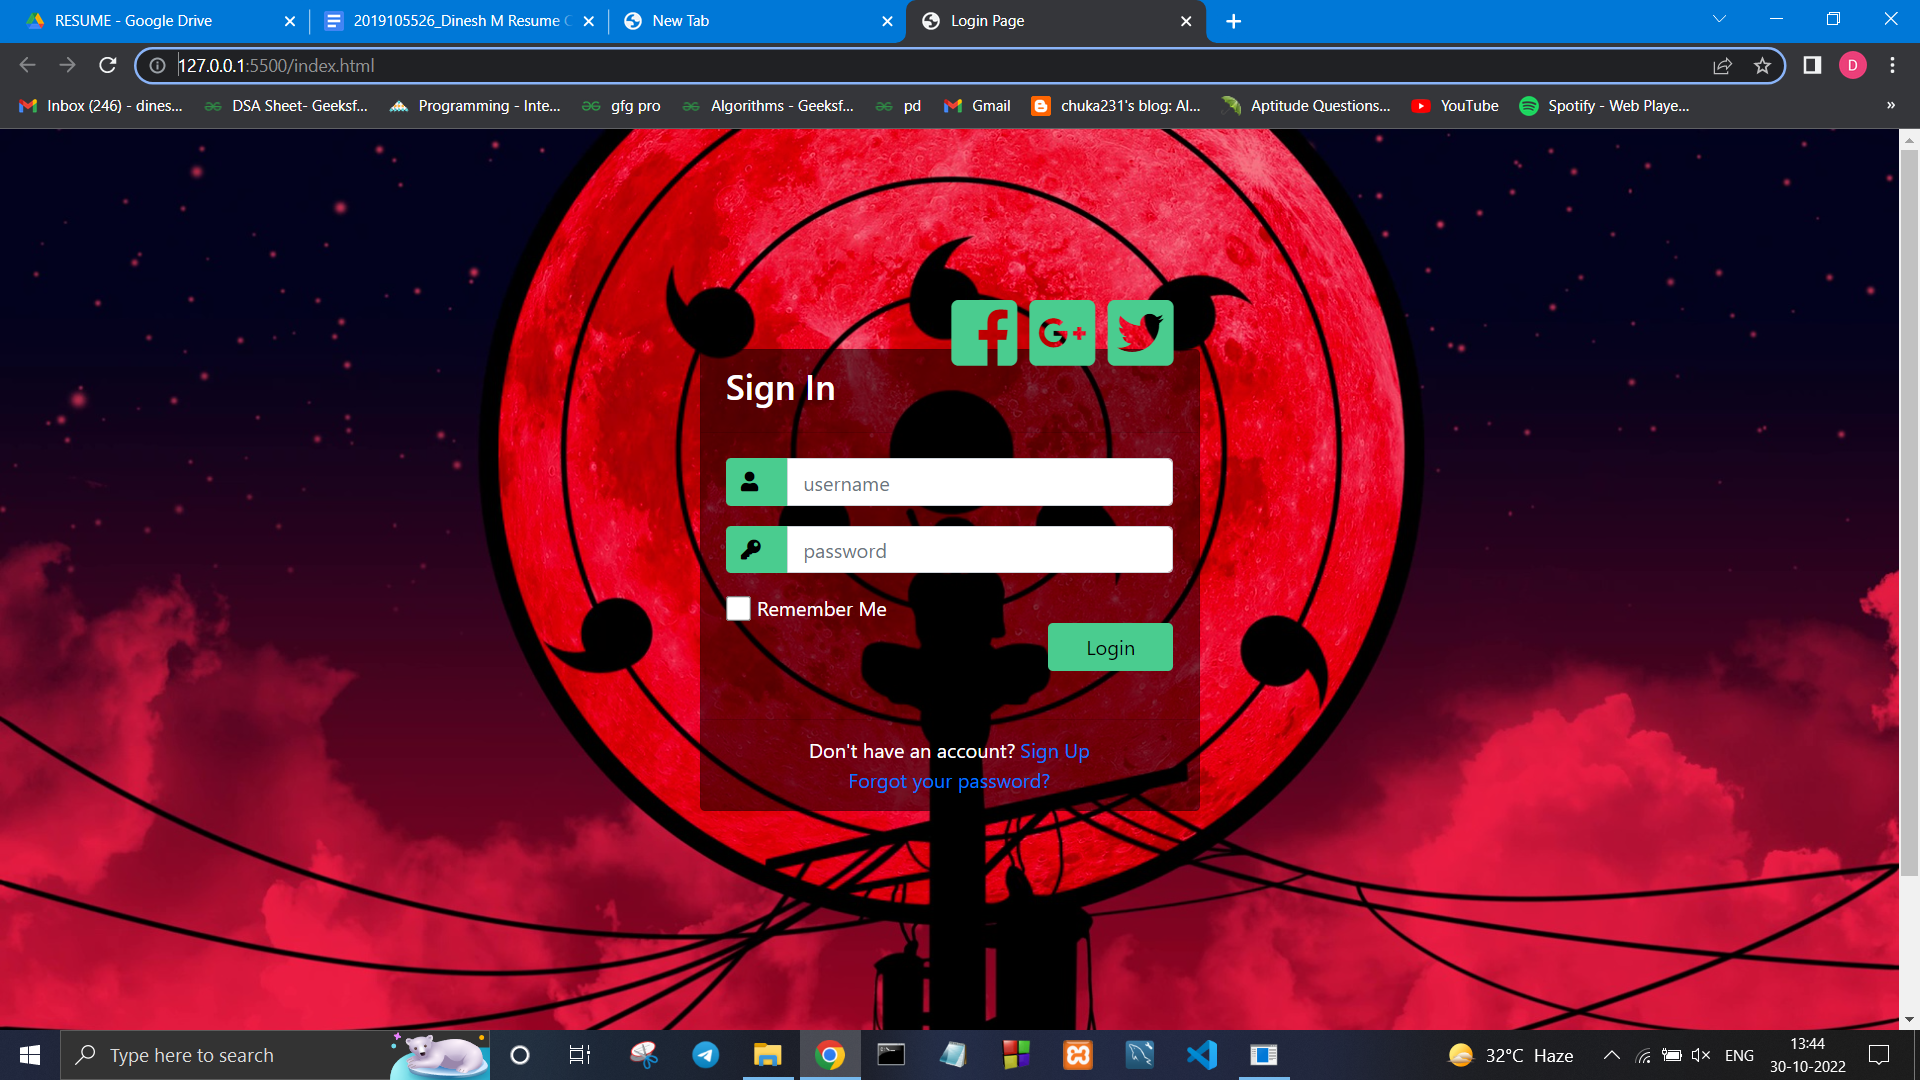 RESUME - Google Drive
2019105526_Dinesh M Resume
New Tab
Login Page
127.0.0.1:5500/index.html
D
Inbox (246) - dines...
DSA Sheet- Geeksf...
Programming - Inte...
gfg pro
Algorithms - Geeksf...
pd
Gmail
chuka231's blog: Al...
Aptitude Questions...
YouTube
Spotify - Web Playe...
»
Sign In
username
password
Remember Me
Login
Don't have an account? Sign Up
Forgot your password?
Type here to search
32°C Haze
ENG
13:44
30-10-2022